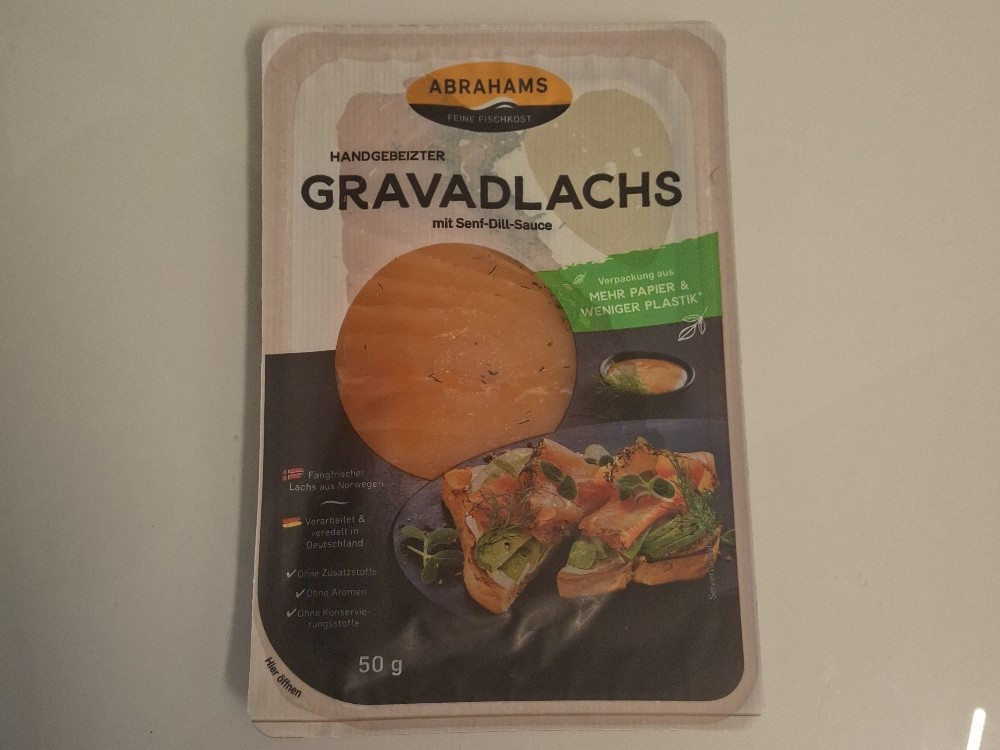 ABRAHAMS
FEINE FISCHKOST
HANDGEBEIZTER
GRAVADLACHS
mit Senf-Dill-Sauce
Verpackung aus
MEHR PAPIER &
WENIGER PLASTIK*
Fangfrischer
Lachs aus Norwegen
Verarbeitet &
veredelt in
Deutschland
✔Ohne Zusatzstoffe
✔Ohne Aromen
✔Ohne Konservie-
rungsstoffe
50 g
Hier öffnen